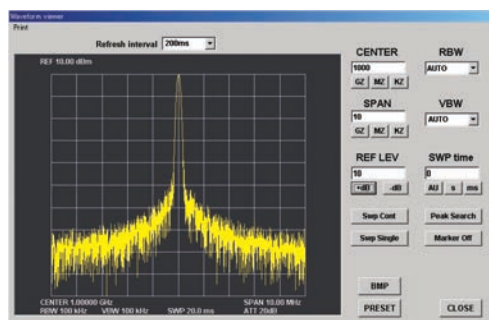 Waveform viewer
Print
Refresh interval 200ms
REF 10.00 dBm
CENTER 1.00000 GHz SPAN 10.00 MHz
RBW 100 kHz VBW 100 kHz SWP 20.0 ms ATT 20dB
CENTER RBW
1000 AUTO
GZ MZ KZ
SPAN VBW
10 AUTO
GZ MZ KZ
REF LEV SWP time
10 0
+dB -dB AU s ms
Swp Cont Peak Search
Swp Single Marker Off
BMP
PRESET CLOSE